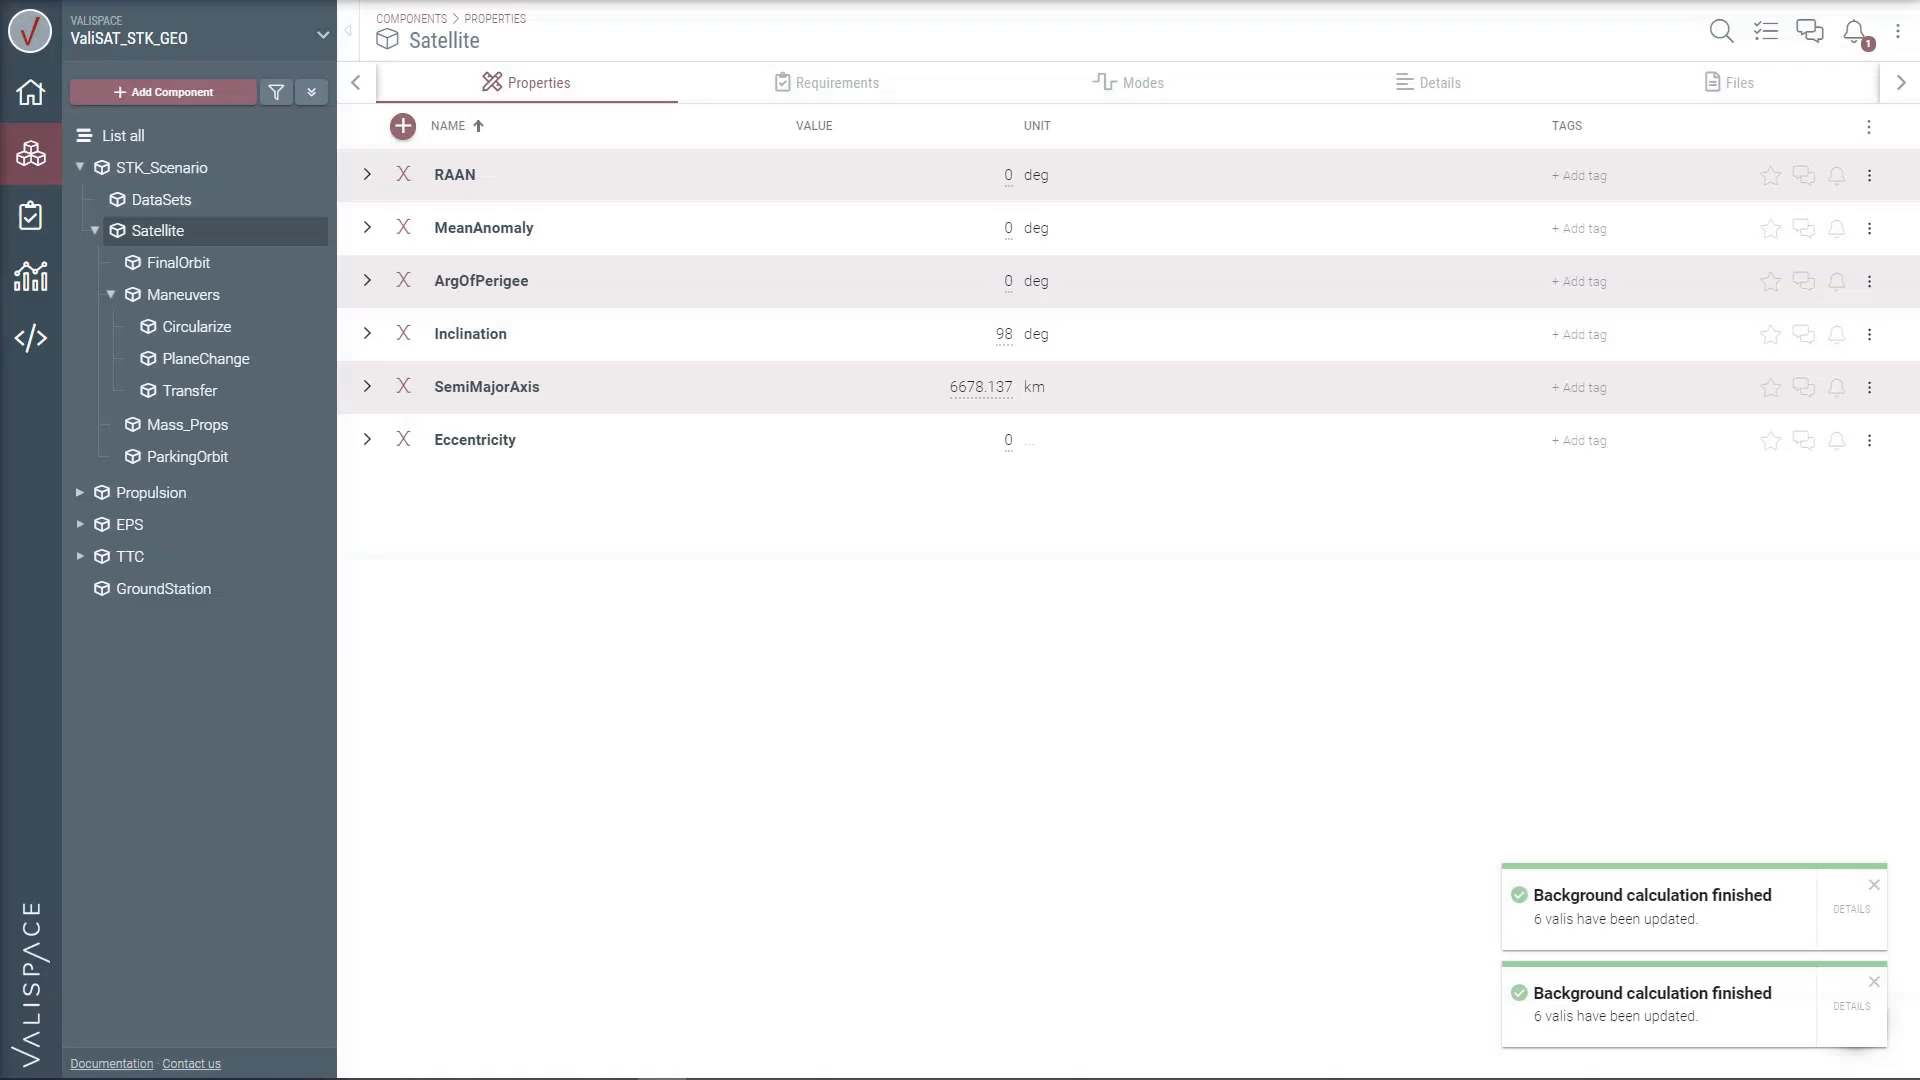 VALISPACE
ValiSAT_STK_GEO
Add Component
List all
STK_Scenario
DataSets
Satellite
FinalOrbit
Maneuvers
Circularize
PlaneChange
Transfer
Mass_Props
ParkingOrbit
Propulsion
EPS
TTC
GroundStation
VALISPACE
Documentation · Contact us
COMPONENTS > PROPERTIES
Satellite
1
Properties Requirements Modes Details Files
NAME VALUE UNIT TAGS
RAAN 0 deg + Add tag
MeanAnomaly 0 deg + Add tag
ArgOfPerigee 0 deg + Add tag
Inclination 98 deg + Add tag
SemiMajorAxis 6678.137 km + Add tag
Eccentricity 0 ... + Add tag
Background calculation finished
DETAILS
6 valis have been updated.
Background calculation finished
DETAILS
6 valis have been updated.